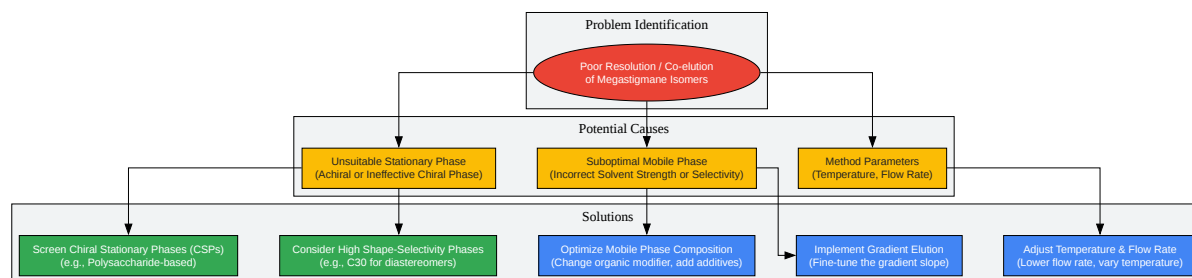 Problem Identification
Poor Resolution / Co-elution
of Megastigmane Isomers
Potential Causes
Unsuitable Stationary Phase
(Achiral or Ineffective Chiral Phase)
Suboptimal Mobile Phase
(Incorrect Solvent Strength or Selectivity)
Method Parameters
(Temperature, Flow Rate)
Solutions
Screen Chiral Stationary Phases (CSPs)
(e.g., Polysaccharide-based)
Consider High Shape-Selectivity Phases
(e.g., C30 for diastereomers)
Optimize Mobile Phase Composition
(Change organic modifier, add additives)
Implement Gradient Elution
(Fine-tune the gradient slope)
Adjust Temperature & Flow Rate
(Lower flow rate, vary temperature)